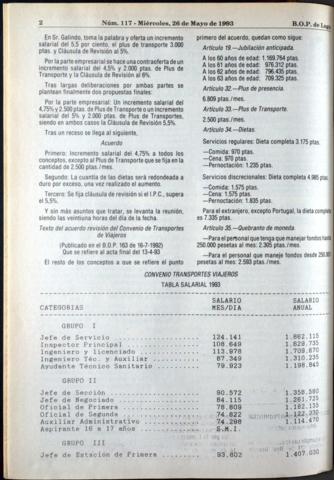 2
Núm. 117 - Miércoles, 26 de Mayo de 1993
B.O.P. de
En Sr. Galindo, toma la palabra y oferta un incremento
salarial del 5,5 por ciento, el plus de transporte 3.000
ptas. y Cláusula de Revisión al 5%.
Por la parte empresarial se hace una contraoferta de un
incremento salarial del 4,5% y 2.000 ptas. de Plus de
Transporte y la Cláusula de Revisión al 6%.
Tras largas deliberaciones por ambas partes se
plantean finalmente dos propuestas finales:
Por la parte empresarial: Un incremento salarial del
4,75% y 2.500 ptas. de Plus de Transporte o un incremento
salarial del 5% y 2.000 ptas. de Plus de Transportes,
siendo en ambos casos la Cláusula de Revisión 5,5%.
Tras un receso se llega al siguiente,
Acuerdo
Primero: Incremento salarial 4,75% a todos los
conceptos, excepto al Plus de Transporte que se fija en la
cantidad de 2.500 ptas./mes.
Segundo: La cuantía de las dietas será redondeada a
duro por exceso, una vez realizado el aumento.
Tercero: Se fija cláusula de revisión si el I.P.C., supera
el 5,5%.
Y sin más asuntos que tratar, se levanta la reunión,
siendo las veintiuna horas del día de la fecha.
Texto del acuerdo revisión del Convenio de Transportes
de Viajeros
(Publicado en el B.O.P. 163 de 16-7-1992)
Que se refiere al acta final del 13-4-93
El resto de los conceptos a que se refiere el punto
primero del acuerdo, quedan como sigue:
Artículo 19.—Jubilación anticipada.
A los 60 años de edad: 1.169.764 ptas.
A los 61 años de edad: 976.312 ptas.
A los 62 años de edad: 796.435 ptas.
A los 63 años de edad: 709.325 ptas.
Artículo 32.—Plus de presencia.
6.809 ptas./mes.
Artículo 33.—Plus de Transporte.
2.500 ptas./mes.
Artículo 34.—Dietas.
Servicios regulares: Dieta completa 3.175 ptas.
—Comida: 970 ptas.
—Cena: 970 ptas.
—Pernoctación: 1.235 ptas.
Servicios discrecionales: Dieta completa 4.985 ptas.
—Comida: 1.575 ptas.
—Cena: 1.575 ptas.
—Pernoctación: 1.835 ptas.
Para el extranjero, excepto Portugal, la dieta completa
es 7.335 ptas.
Artículo 35.—Quebranto de moneda.
—Para el personal que tenga que manejar fondos hasta
250.000 pesetas al mes: 2.305 ptas./mes.
—Para el personal que maneje fondos desde 250.000
pesetas al mes: 2.593 ptas./mes.
CONVENIO TRANSPORTES VIAJEROS
TABLA SALARIAL 1993
CATEGORIAS SALARIO MES/DIA SALARIO ANUAL
GRUPO I
Jefe de Servicio 124.141 1.862.115
Inspector Principal 108.649 1.629.735
Ingeniero y licenciado 113.978 1.709.670
Ingeniero Téc. y Auxiliar 87.349 1.310.235
Ayudante Técnico Sanitario 79.923 1.198.845
GRUPO II
Jefe de Sección 90.572 1.358.580
Jefe de Negociado 84.115 1.261.725
Oficial de Primera 78.809 1.182.135
Oficial de Segunda 74.822 1.122.330
Auxiliar Administrativo 74.298 1.114.470
Aspirante 16 a 17 años S.M.I.
GRUPO III
Jefe de Estación de Primera 93.802 1.407.030